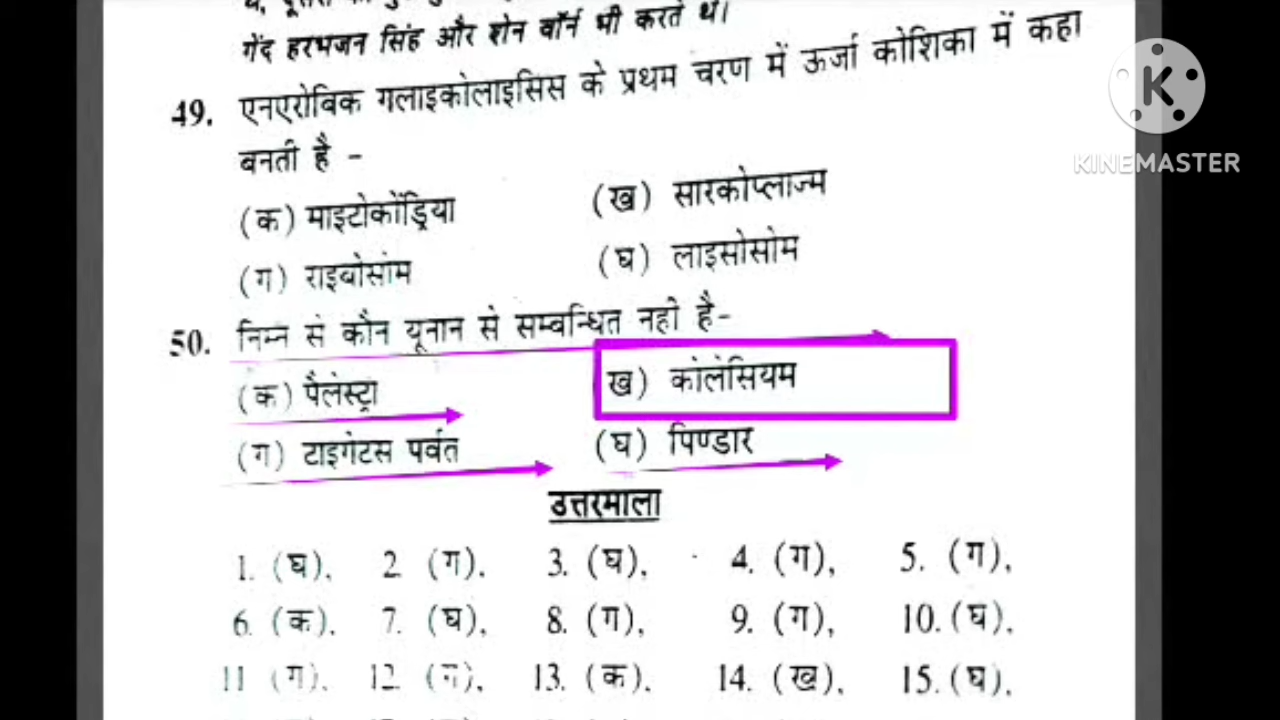 गेंद हरभजन सिंह और शेन वॉर्न भी करते थे।
49. एनएरोबिक गलाइकोलाइसिस के प्रथम चरण में ऊर्जा कोशिका में कहा
बनती है -
(क) माइटोकोंड्रिया (ख) सारकोप्लाज्म
(ग) राइबोसोम (घ) लाइसोसोम
50. निम्न से कौन यूनान से सम्बन्धित नहीं है-
(क) पैलेस्ट्रा ख) कोलेसियम
(ग) टाइगेटस पर्वत (घ) पिण्डार
उत्तरमाला
1. (घ), 2 (ग), 3. (घ), 4. (ग), 5. (ग),
6. (क), 7. (घ), 8. (ग), 9. (ग), 10. (घ),
11 (ग), 12 (ग), 13. (क), 14. (ख), 15. (घ),
K
KINEMASTER